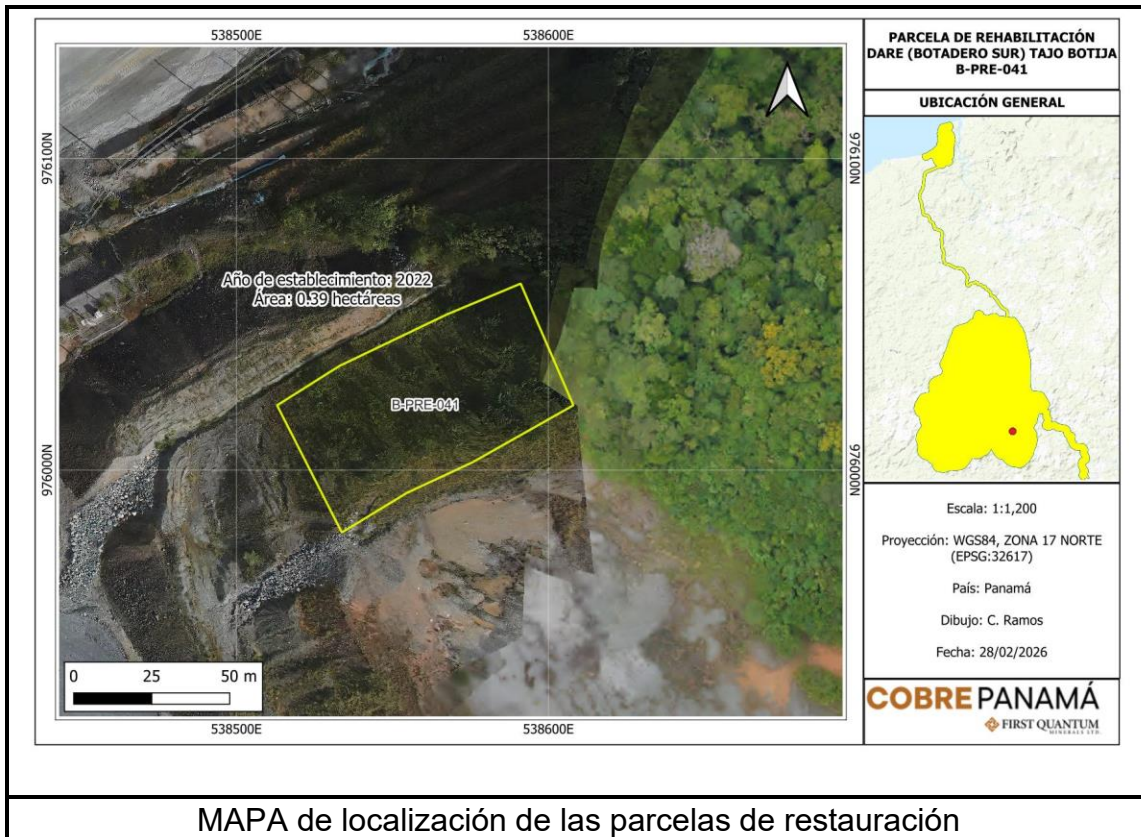 538500E
538600E
976100N
976100N
Año de establecimiento: 2022
Área: 0.39 hectáreas
B-PRE-041
976000N
976000N
0 25 50 m
538500E
538600E
PARCELA DE REHABILITACIÓN
DARE (BOTADERO SUR) TAJO BOTIJA
B-PRE-041
UBICACIÓN GENERAL
Escala: 1:1,200
Proyección: WGS84, ZONA 17 NORTE
(EPSG:32617)
País: Panamá
Dibujo: C. Ramos
Fecha: 28/02/2026
COBRE PANAMÁ
FIRST QUANTUM
MINERALS LTD.
MAPA de localización de las parcelas de restauración